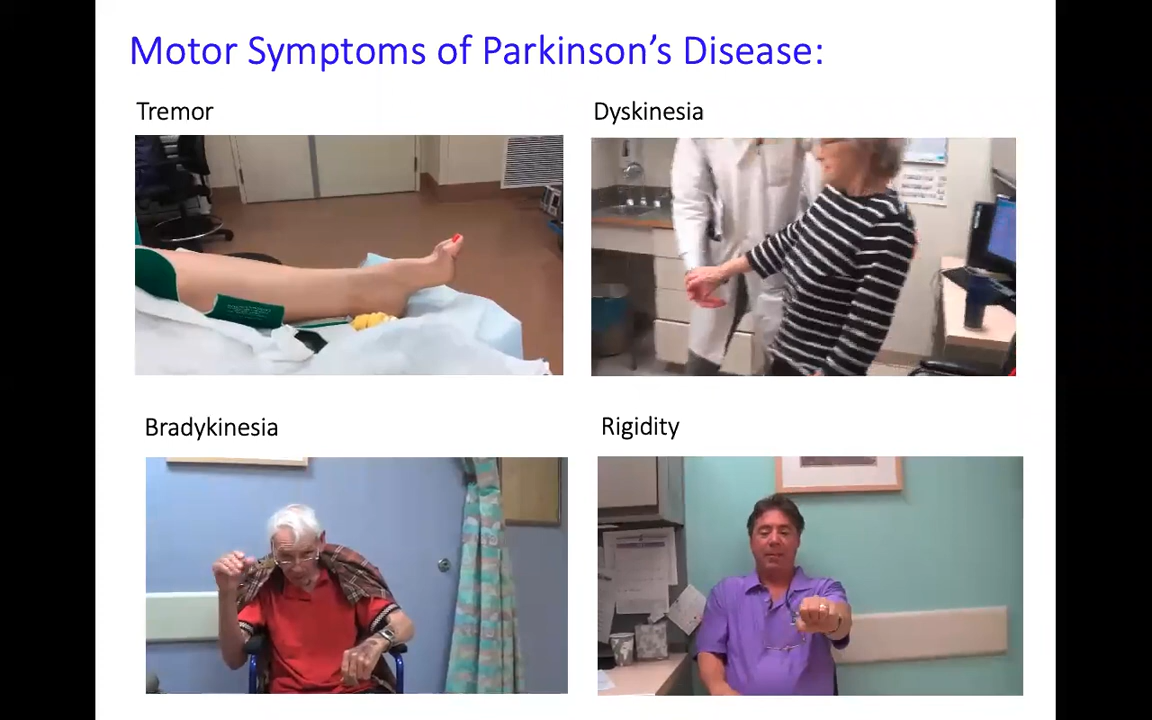 Motor Symptoms of Parkinson's Disease:
Tremor
Dyskinesia
Bradykinesia
Rigidity